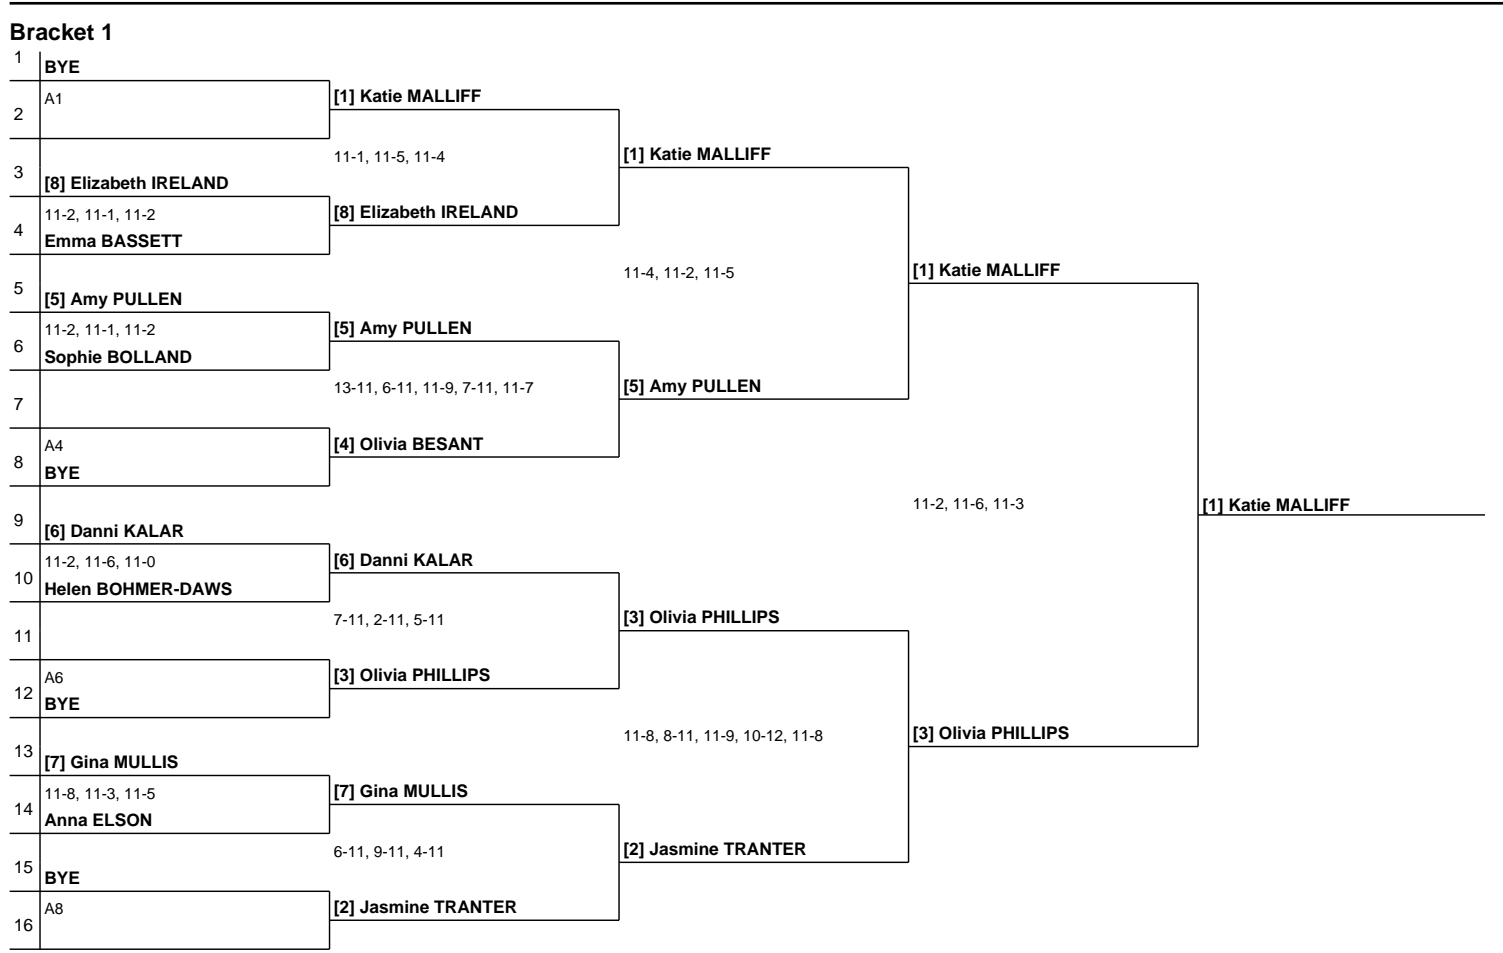 Bracket 1
1
BYE
A1
[1] Katie MALLIFF
2
11-1, 11-5, 11-4
[1] Katie MALLIFF
3
[8] Elizabeth IRELAND
11-2, 11-1, 11-2
[8] Elizabeth IRELAND
4
Emma BASSETT
11-4, 11-2, 11-5
[1] Katie MALLIFF
5
[5] Amy PULLEN
11-2, 11-1, 11-2
[5] Amy PULLEN
6
Sophie BOLLAND
13-11, 6-11, 11-9, 7-11, 11-7
[5] Amy PULLEN
7
A4
[4] Olivia BESANT
8
BYE
11-2, 11-6, 11-3
[1] Katie MALLIFF
9
[6] Danni KALAR
11-2, 11-6, 11-0
[6] Danni KALAR
10
Helen BOHMER-DAWS
7-11, 2-11, 5-11
[3] Olivia PHILLIPS
11
A6
[3] Olivia PHILLIPS
12
BYE
11-8, 8-11, 11-9, 10-12, 11-8
[3] Olivia PHILLIPS
13
[7] Gina MULLIS
11-8, 11-3, 11-5
[7] Gina MULLIS
14
Anna ELSON
6-11, 9-11, 4-11
[2] Jasmine TRANTER
15
BYE
A8
[2] Jasmine TRANTER
16